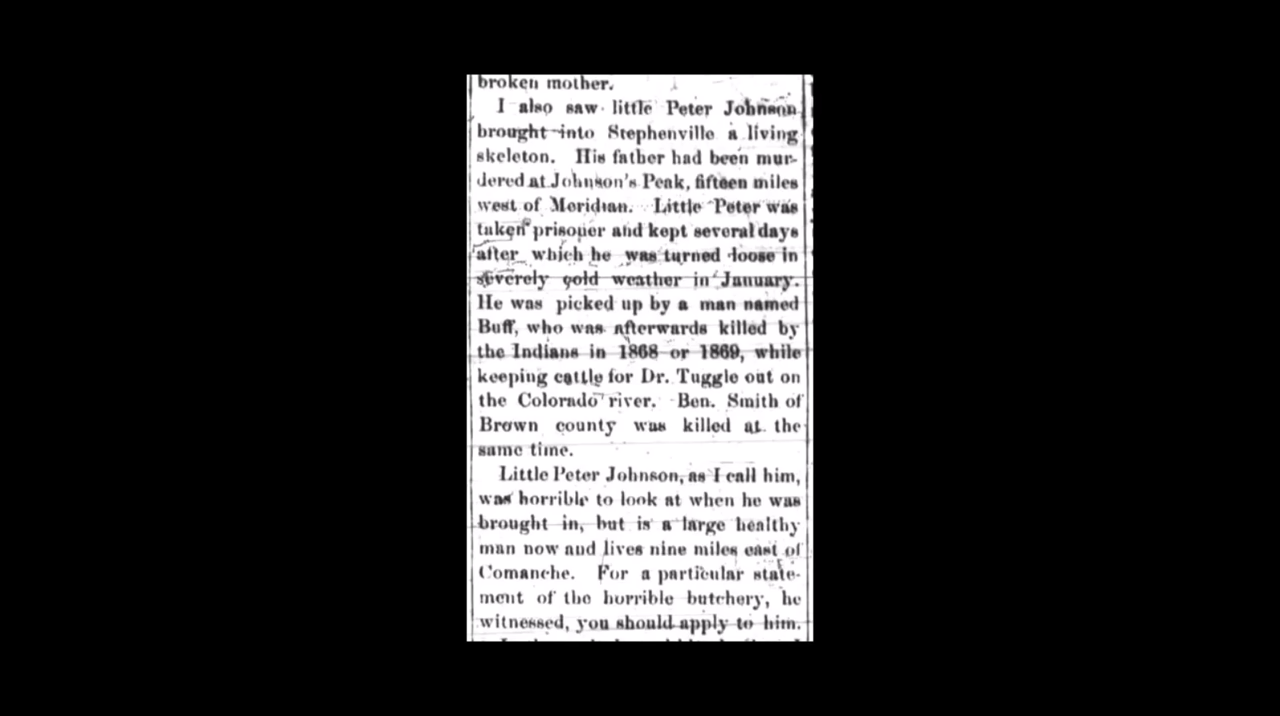 broken mother.
I also saw little Peter Johnson
brought into Stephenville a living
skeleton. His father had been mur-
dered at Johnson's Peak, fifteen miles
west of Meridian. Little Peter was
taken prisoner and kept several days
after which he was turned loose in
severely cold weather in January.
He was picked up by a man named
Buff, who was afterwards killed by
the Indians in 1868 or 1869, while
keeping cattle for Dr. Tuggle out on
the Colorado river. Ben. Smith of
Brown county was killed at the
same time.
Little Peter Johnson, as I call him,
was horrible to look at when he was
brought in, but is a large healthy
man now and lives nine miles east of
Comanche. For a particular state-
ment of the horrible butchery, he
witnessed, you should apply to him.